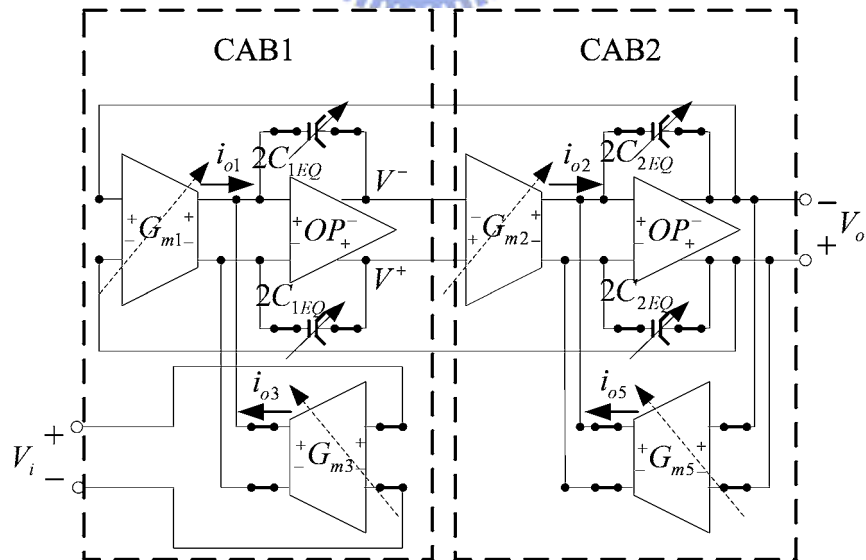 CAB1 CAB2
i_o1 2C_1EQ V^- i_o2 2C_2EQ
+ - G_m1 + - + - OP - + - + G_m2 + - + - OP - + − V_o +
2C_1EQ V^+ 2C_2EQ
i_o3 i_o5
+ V_i − + - G_m3 + - + - G_m5 + -